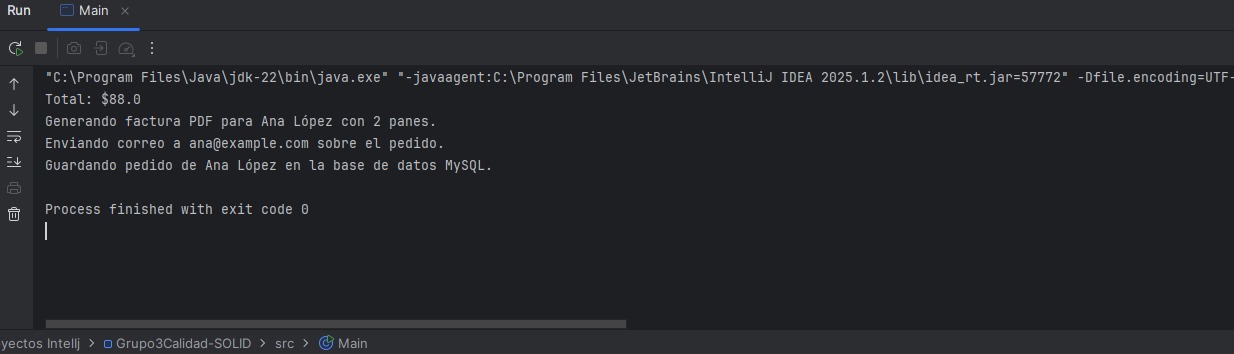 Run Main
"C:\Program Files\Java\jdk-22\bin\java.exe" "-javaagent:C:\Program Files\JetBrains\IntelliJ IDEA 2025.1.2\lib\idea_rt.jar=57772" -Dfile.encoding=UTF-
Total: $88.0
Generando factura PDF para Ana López con 2 panes.
Enviando correo a ana@example.com sobre el pedido.
Guardando pedido de Ana López en la base de datos MySQL.
Process finished with exit code 0
yectos Intellj > Grupo3Calidad-SOLID > src > Main